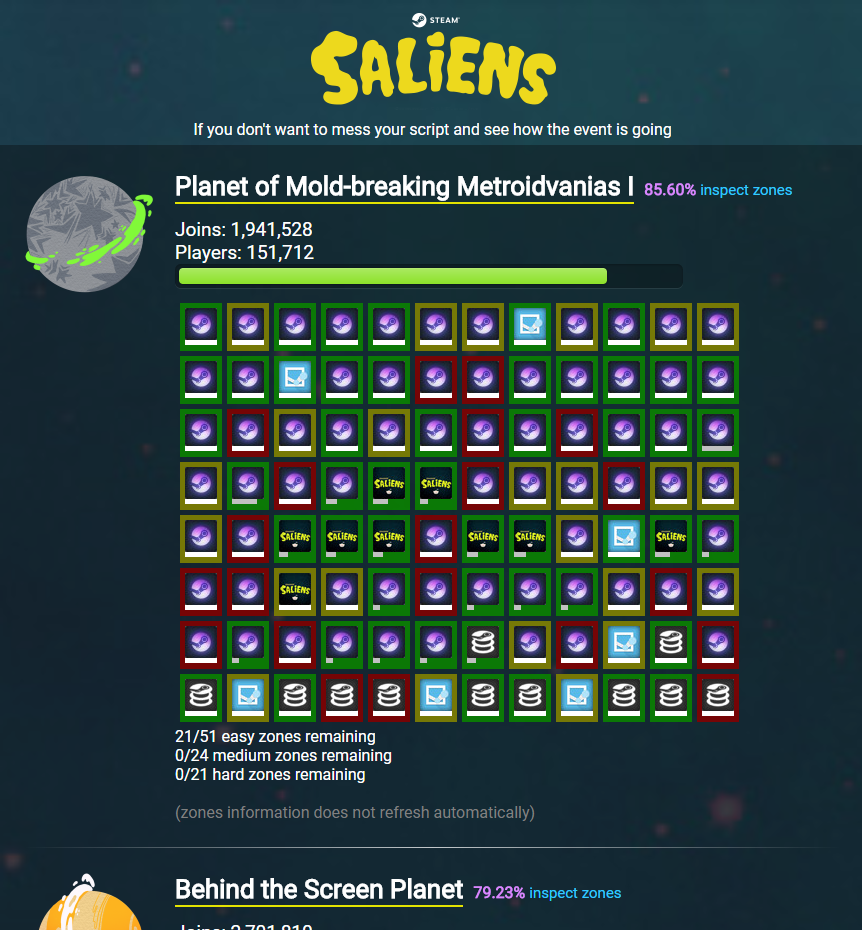 STEAM
SALiENS
If you don't want to mess your script and see how the event is going
Planet of Mold-breaking Metroidvanias I 85.60% inspect zones
Joins: 1,941,528
Players: 151,712
SALiENS SALiENS
SALiENS SALiENS SALiENS SALiENS SALiENS SALiENS
SALiENS
21/51 easy zones remaining
0/24 medium zones remaining
0/21 hard zones remaining
(zones information does not refresh automatically)
Behind the Screen Planet 79.23% inspect zones